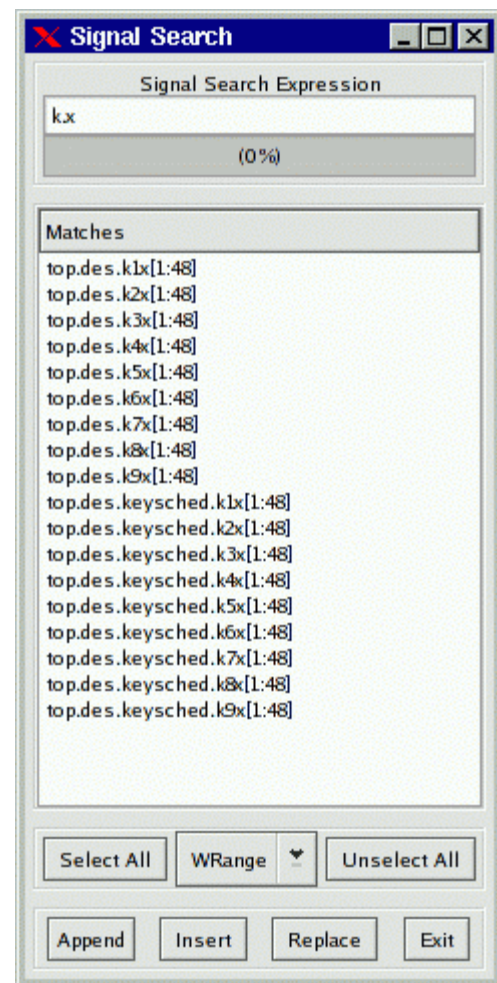 Signal Search
Signal Search Expression
k.x
(0%)
Matches
top.des.k1x[1:48]
top.des.k2x[1:48]
top.des.k3x[1:48]
top.des.k4x[1:48]
top.des.k5x[1:48]
top.des.k6x[1:48]
top.des.k7x[1:48]
top.des.k8x[1:48]
top.des.k9x[1:48]
top.des.keysched.k1x[1:48]
top.des.keysched.k2x[1:48]
top.des.keysched.k3x[1:48]
top.des.keysched.k4x[1:48]
top.des.keysched.k5x[1:48]
top.des.keysched.k6x[1:48]
top.des.keysched.k7x[1:48]
top.des.keysched.k8x[1:48]
top.des.keysched.k9x[1:48]
Select All WRange Unselect All
Append Insert Replace Exit